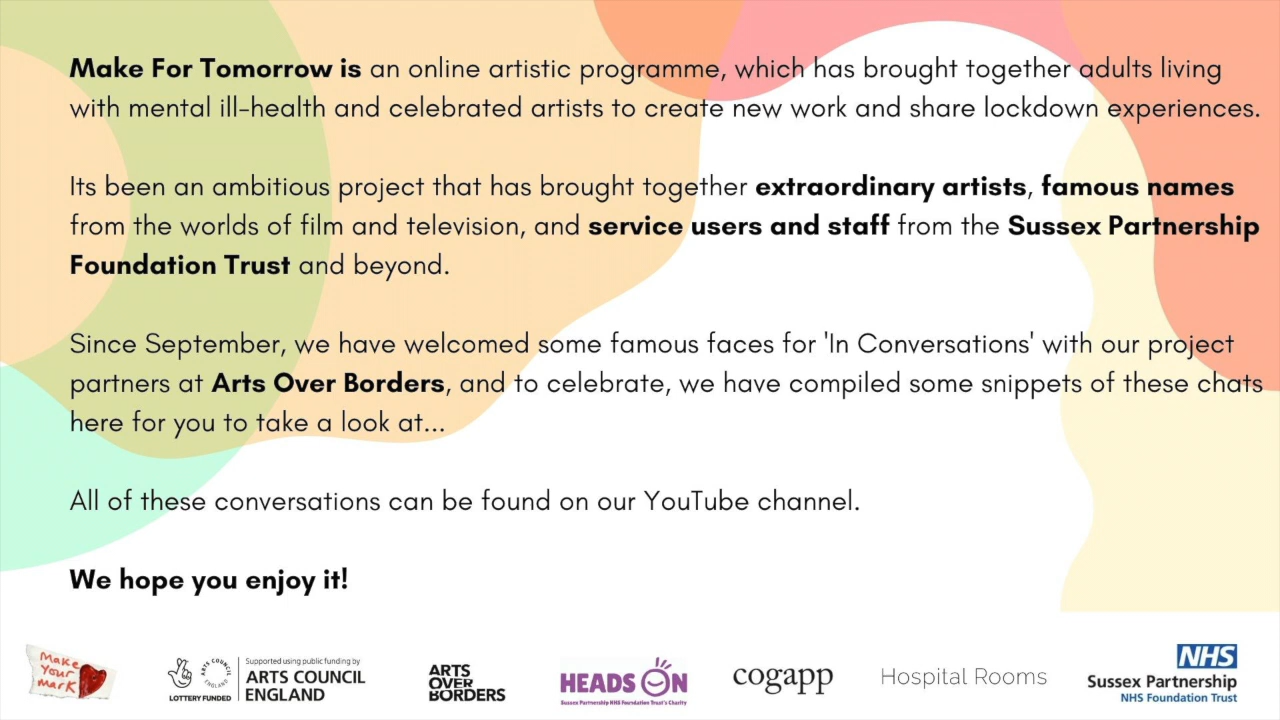 Make For Tomorrow is an online artistic programme, which has brought together adults living
with mental ill-health and celebrated artists to create new work and share lockdown experiences.
Its been an ambitious project that has brought together extraordinary artists, famous names
from the worlds of film and television, and service users and staff from the Sussex Partnership
Foundation Trust and beyond.
Since September, we have welcomed some famous faces for 'In Conversations' with our project
partners at Arts Over Borders, and to celebrate, we have compiled some snippets of these chats
here for you to take a look at...
All of these conversations can be found on our YouTube channel.
We hope you enjoy it!
Make
Your
Mark
ARTS COUNCIL
ENGLAND
LOTTERY FUNDED
Supported using public funding by
ARTS COUNCIL
ENGLAND
ARTS
OVER
BORDERS
HEADS ON
Sussex Partnership NHS Foundation Trust's Charity
cogapp
Hospital Rooms
NHS
Sussex Partnership
NHS Foundation Trust